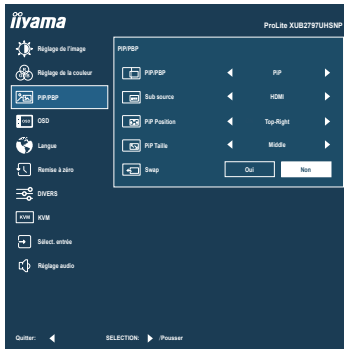 iiyama
ProLite XUB2797UHSNP
Réglage de l'image
Réglage de la couleur
PIP/PBP
OSD
OSD
Langue
Remise à zéro
DIVERS
KVM
KVM
Sélect. entrée
Réglage audio
PIP/PBP
PIP/PBP
PIP
Sub source
HDMI
PIP Position
Top-Right
PIP Taille
Middle
Swap
Oui
Non
Quitter:
SELECTION:
/Pousser